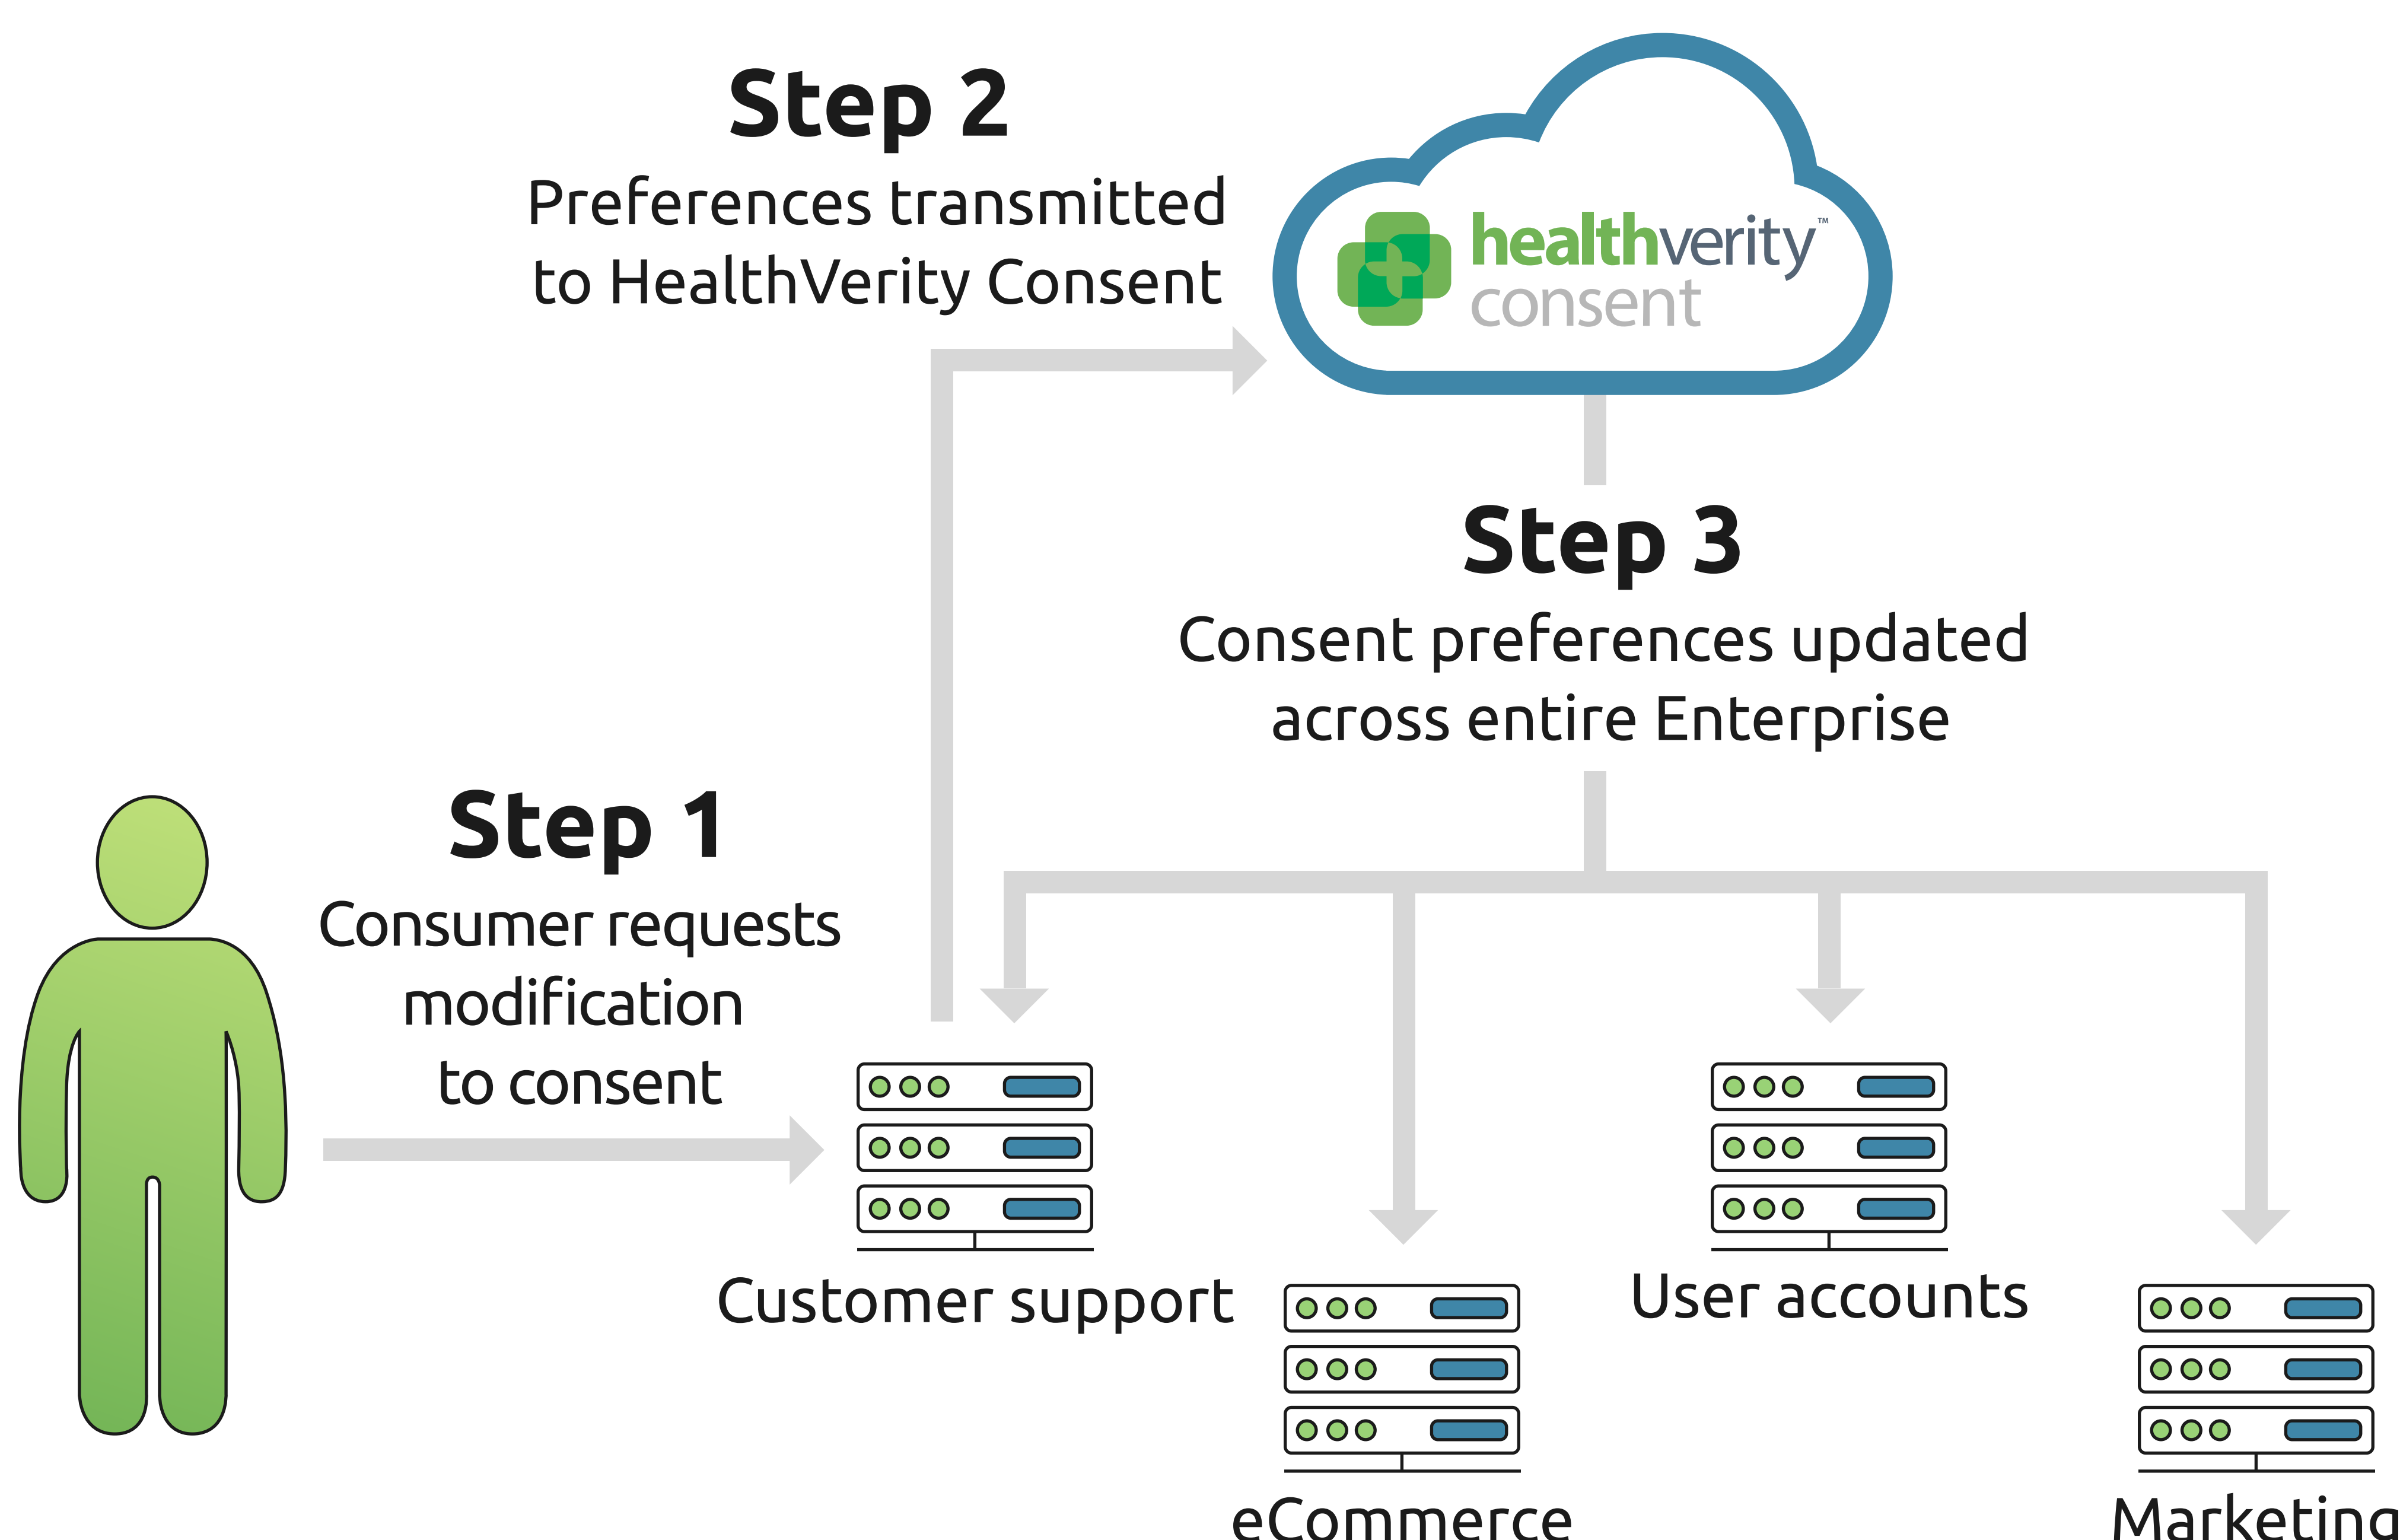 Step 2
Preferences transmitted
to HealthVerity Consent
healthverity™
consent
Step 3
Consent preferences updated
across entire Enterprise
Step 1
Consumer requests
modification
to consent
Customer support
User accounts
eCommerce
Marketing